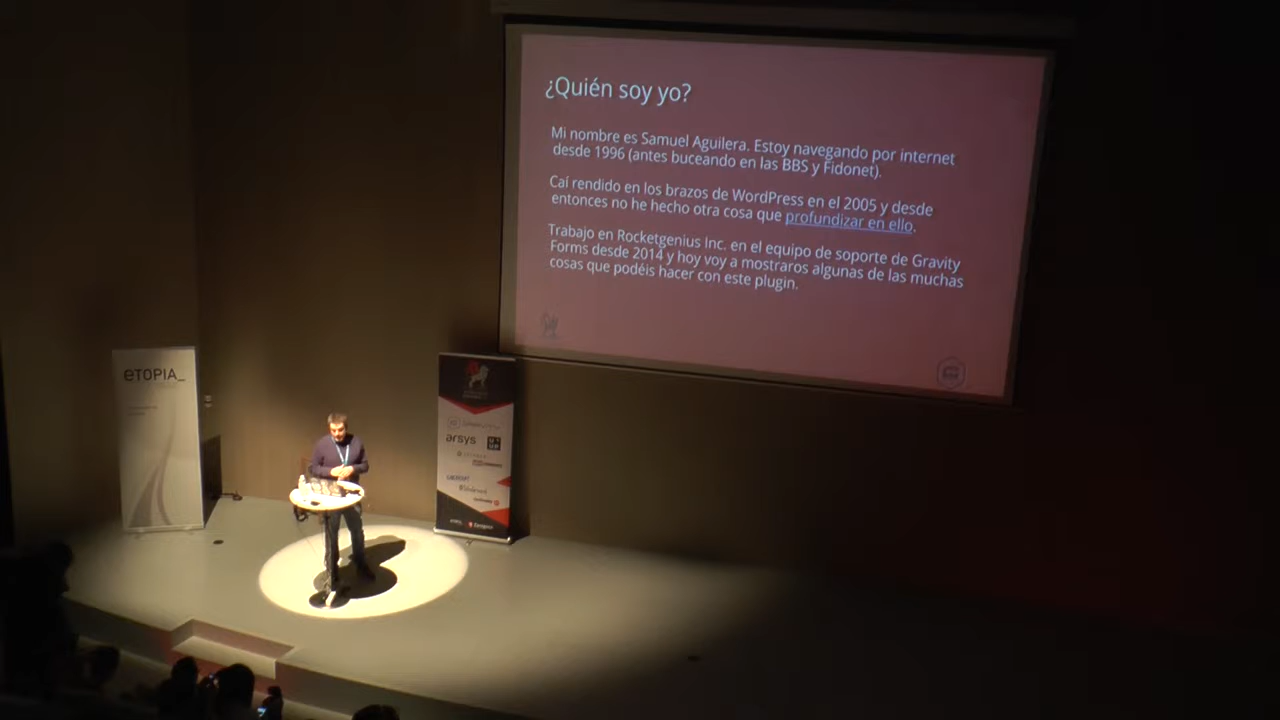 ¿Quién soy yo?
Mi nombre es Samuel Aguilera. Estoy navegando por internet
desde 1996 (antes buceando en las BBS y Fidonet).
Caí rendido en los brazos de WordPress en el 2005 y desde
entonces no he hecho otra cosa que profundizar en ello.
Trabajo en Rocketgenius Inc. en el equipo de soporte de Gravity
Forms desde 2014 y hoy voy a mostraros algunas de las muchas
cosas que podéis hacer con este plugin.
eTOPIA_
arsys